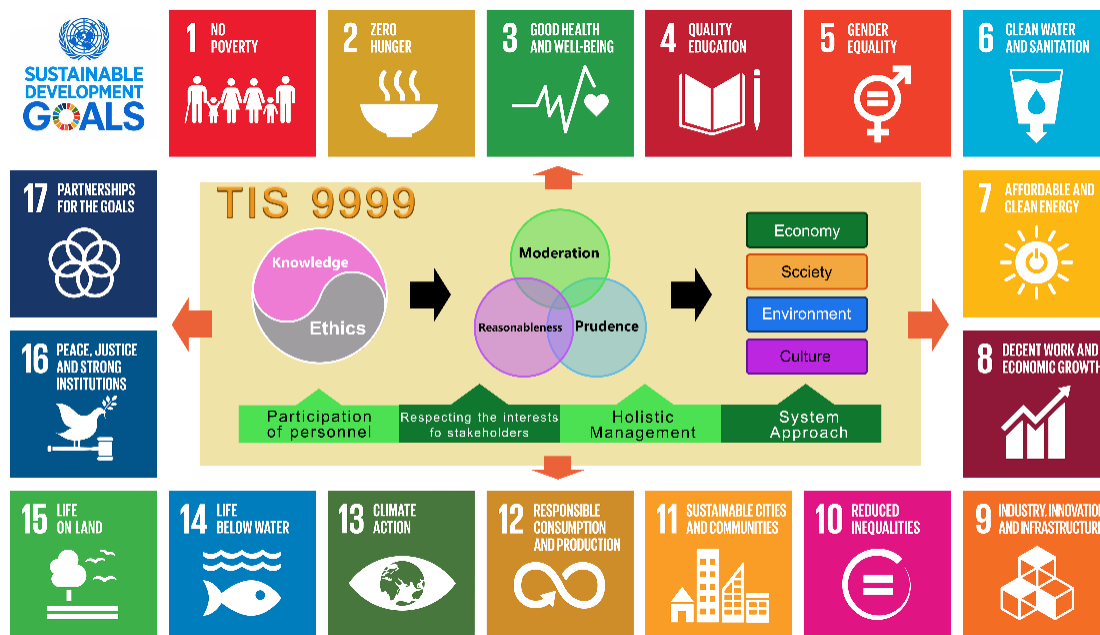 SUSTAINABLE
DEVELOPMENT
GOALS
1 NO
POVERTY
2 ZERO
HUNGER
3 GOOD HEALTH
AND WELL-BEING
4 QUALITY
EDUCATION
5 GENDER
EQUALITY
6 CLEAN WATER
AND SANITATION
17 PARTNERSHIPS
FOR THE GOALS
TIS 9999
Knowledge
Ethics
Moderation
Reasonableness
Prudence
Economy
Scciety
Environment
Culture
Participation
of personnel
Respecting the interests
fo stakeholders
Holistic
Management
System
Approach
7 AFFORDABLE AND
CLEAN ENERGY
16 PEACE, JUSTICE
AND STRONG
INSTITUTIONS
8 DECENT WORK AND
ECONOMIC GROWTH
15 LIFE
ON LAND
14 LIFE
BELOW WATER
13 CLIMATE
ACTION
12 RESPONSIBLE
CONSUMPTION
AND PRODUCTION
11 SUSTAINABLE CITIES
AND COMMUNITIES
10 REDUCED
INEQUALITIES
9 INDUSTRY, INNOVATIO
AND INFRASTRUCTURE